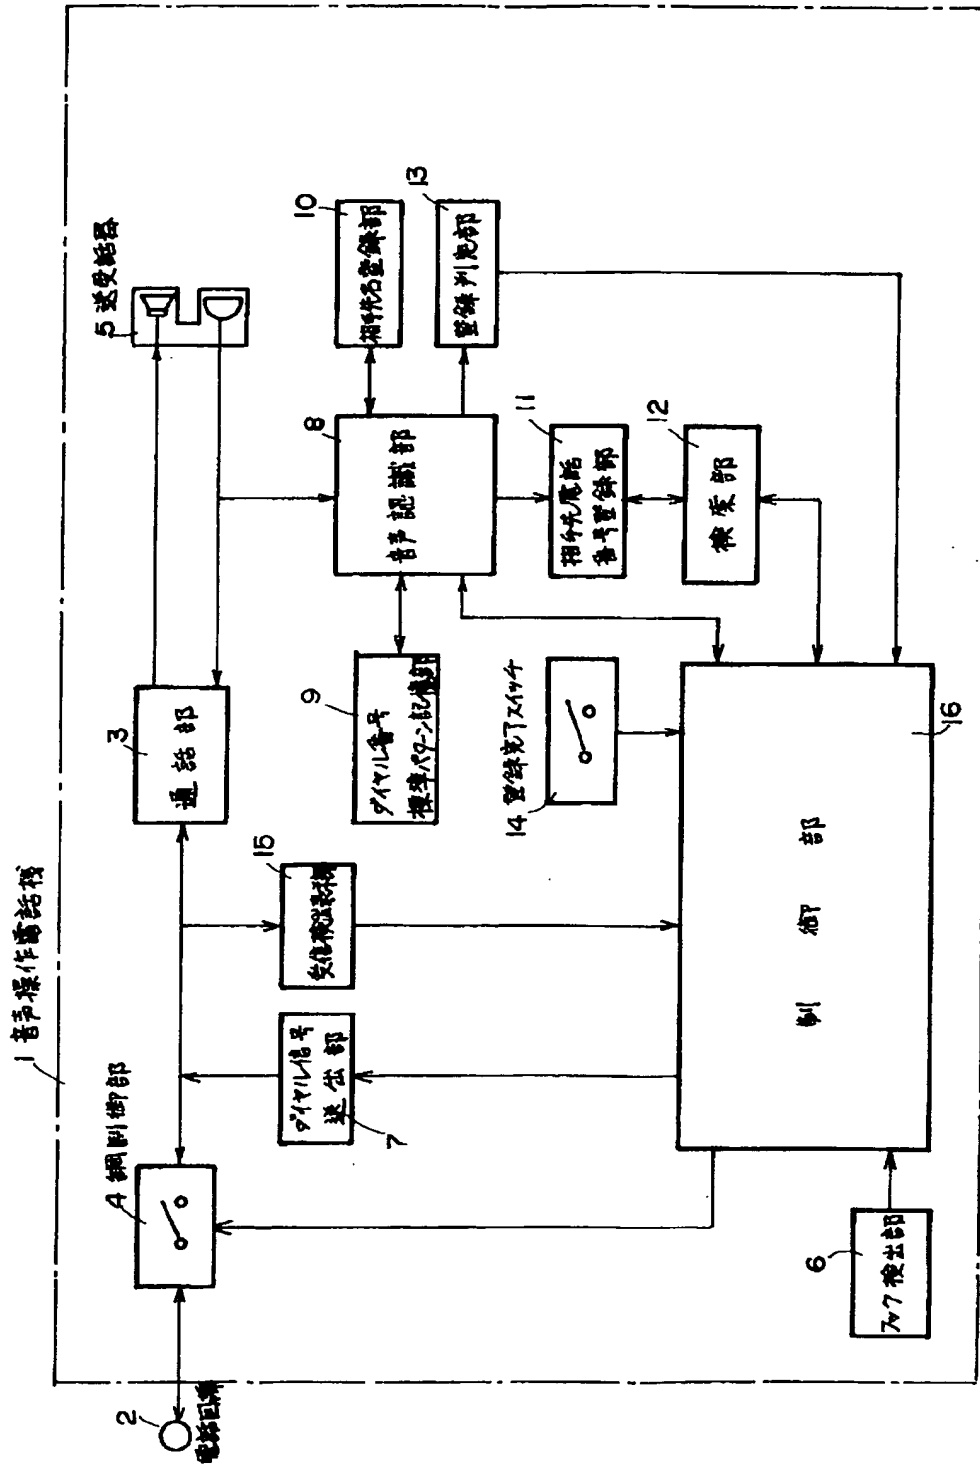 1 音声操作電話機
2
電話回線
4 網制御部
3
通話部
5 送受話器
ダイヤル信号
送出部
7
15
受信検出表示部
9
ダイヤル番号
標準パターン記憶部
8
音声認識部
10
相手先名登録部
13
登録判定部
11
相手先電話
番号登録部
12
検索部
14 登録完了スイッチ
6
フック検出部
制御部
16